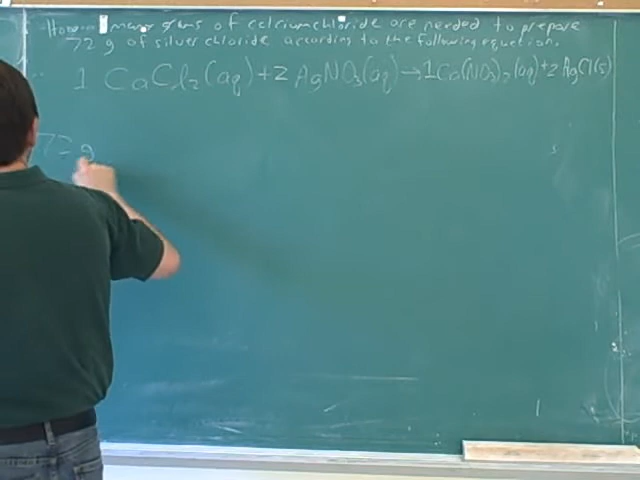 How many grams of calcium chloride are needed to prepare
72 g of silver chloride according to the following equation.
1 CaCl₂(aq) + 2 AgNO₃(aq) → 1 Ca(NO₃)₂(aq) + 2 AgCl(s)
72 g